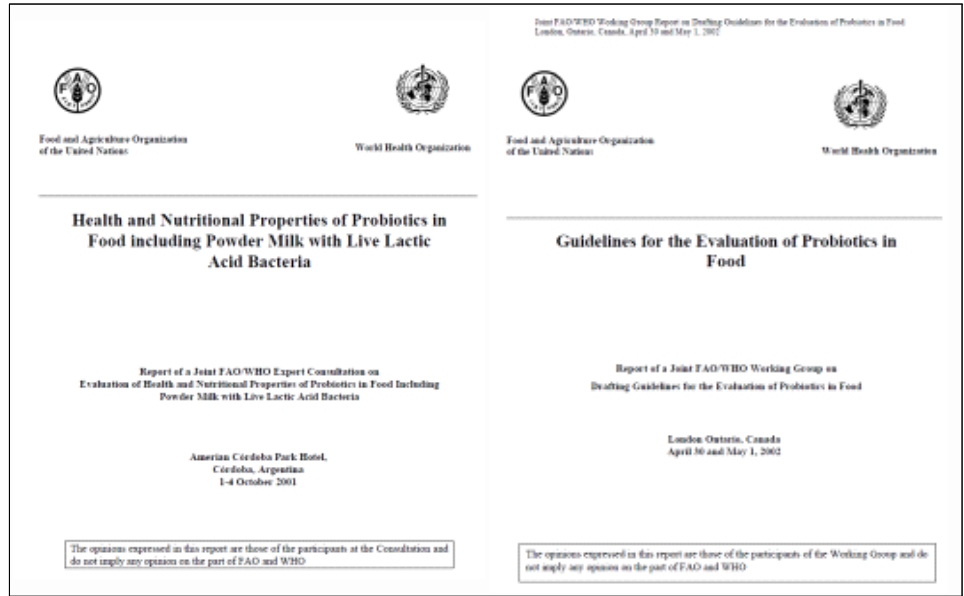 Food and Agriculture Organization
of the United Nations
World Health Organization
Health and Nutritional Properties of Probiotics in
Food including Powder Milk with Live Lactic
Acid Bacteria
Report of a Joint FAO/WHO Expert Consultation on
Evaluation of Health and Nutritional Properties of Probiotics in Food Including
Powder Milk with Live Lactic Acid Bacteria
Amerian Córdoba Park Hotel,
Córdoba, Argentina
1-4 October 2001
The opinions expressed in this report are those of the participants at the Consultation and
do not imply any opinion on the part of FAO and WHO
Joint FAO/WHO Working Group Report on Drafting Guidelines for the Evaluation of Probiotics in Food
London, Ontario, Canada, April 30 and May 1, 2002
Food and Agriculture Organization
of the United Nations
World Health Organization
Guidelines for the Evaluation of Probiotics in
Food
Report of a Joint FAO/WHO Working Group on
Drafting Guidelines for the Evaluation of Probiotics in Food
London Ontario, Canada
April 30 and May 1, 2002
The opinions expressed in this report are those of the participants of the Working Group and do
not imply any opinion on the part of FAO and WHO